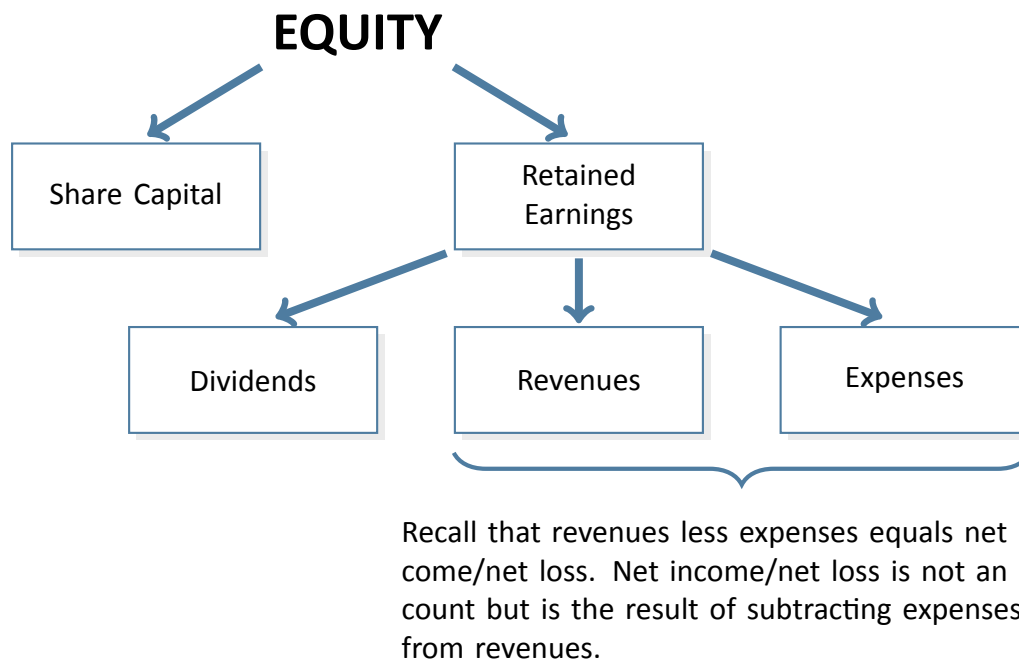 EQUITY
Share Capital
Retained
Earnings
Dividends
Revenues
Expenses
Recall that revenues less expenses equals net
come/net loss. Net income/net loss is not an
count but is the result of subtracting expenses
from revenues.